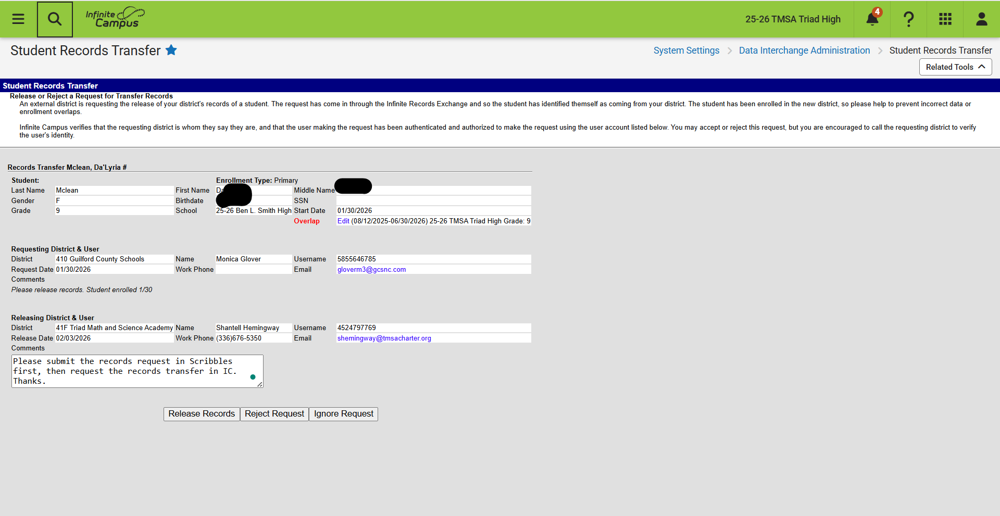 Infinite Campus
25-26 TMSA Triad High
4
Student Records Transfer
System Settings > Data Interchange Administration > Student Records Transfer
Related Tools
Student Records Transfer
Release or Reject a Request for Transfer Records
An external district is requesting the release of your district's records of a student. The request has come in through the Infinite Records Exchange and so the student has identified themself as coming from your district. The student has been enrolled in the new district, so please help to prevent incorrect data or
enrollment overlaps.
Infinite Campus verifies that the requesting district is whom they say they are, and that the user making the request has been authenticated and authorized to make the request using the user account listed below. You may accept or reject this request, but you are encouraged to call the requesting district to verify
the user's identity.
Records Transfer Mclean, Da'Lyria #
Student: Enrollment Type: Primary
Last Name Mclean First Name Middle Name
Gender F Birthdate SSN
Grade 9 School 25-26 Ben L. Smith High Start Date 01/30/2026
Overlap Edit (08/12/2025-06/30/2026) 25-26 TMSA Triad High Grade: 9
Requesting District & User
District 410 Guilford County Schools Name Monica Glover Username 5855646785
Request Date 01/30/2026 Work Phone Email gloverm3@gcsnc.com
Comments
Please release records. Student enrolled 1/30
Releasing District & User
District 41F Triad Math and Science Academy Name Shantell Hemingway Username 4524797769
Release Date 02/03/2026 Work Phone (336)676-5350 Email shemingway@tmsacharter.org
Comments
Please submit the records request in Scribbles
first, then request the records transfer in IC.
Thanks.
Release Records Reject Request Ignore Request